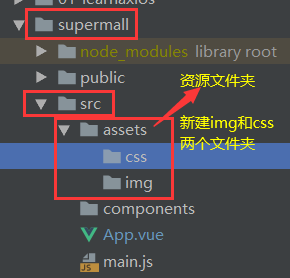 01-learnaxios
supermall
node_modules library root
public
资源文件夹
src
新建img和css
assets
两个文件夹
css
img
components
App.vue
main.js
JS